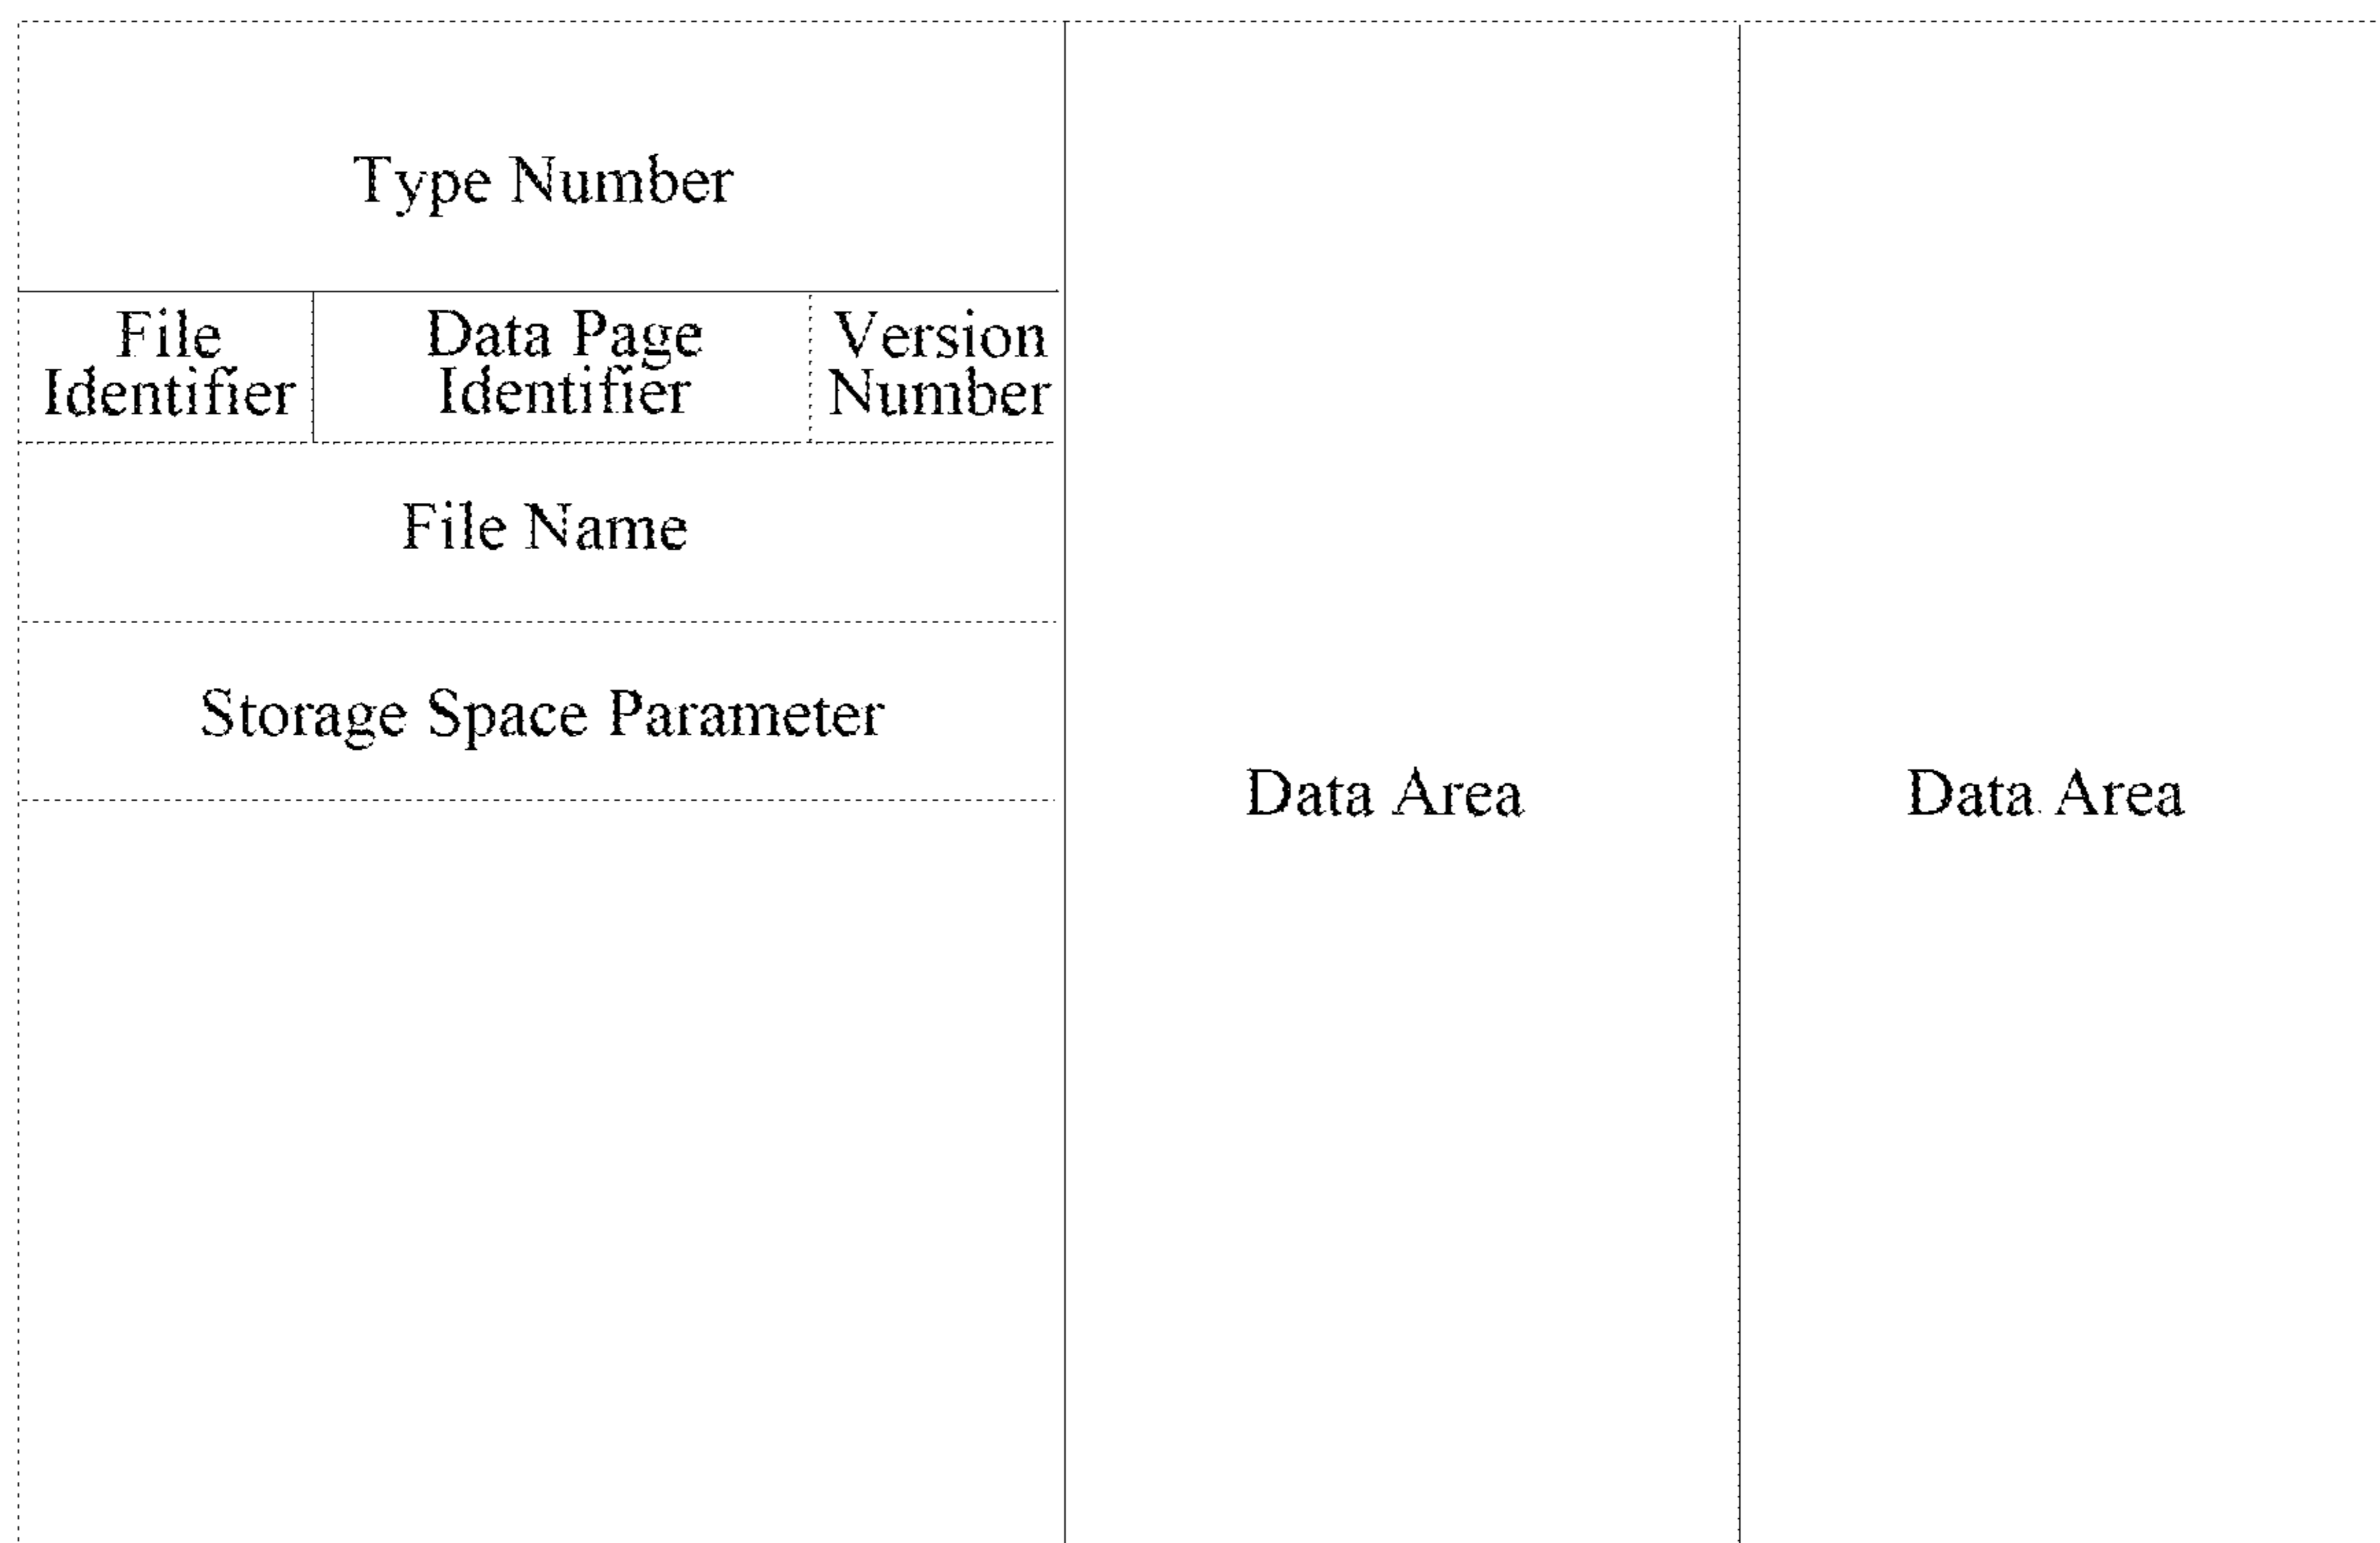 Type Number
File
Identifier
Data Page
Identifier
Version
Number
File Name
Storage Space Parameter
Data Area
Data Area